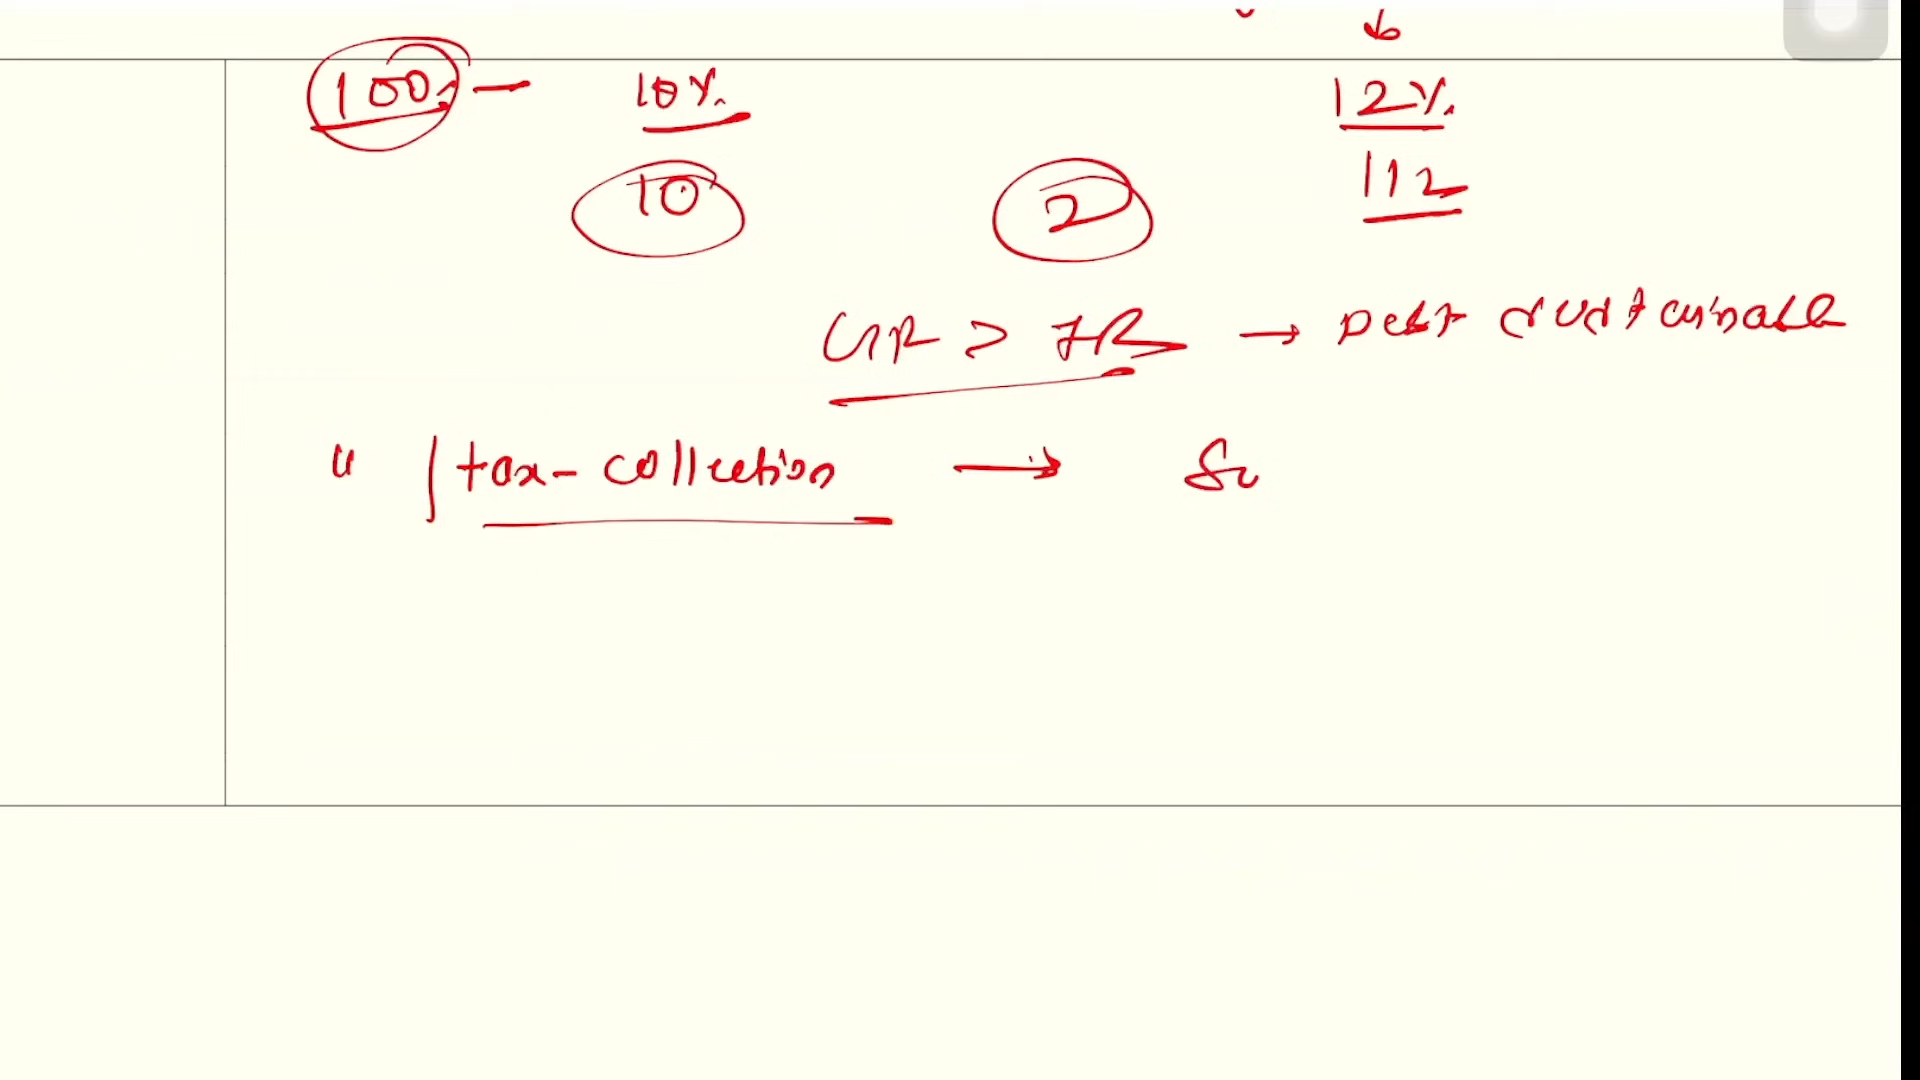 100 - 10% 12%
10 2 112
GR > IR → Debt sustainable
" tax-collection →